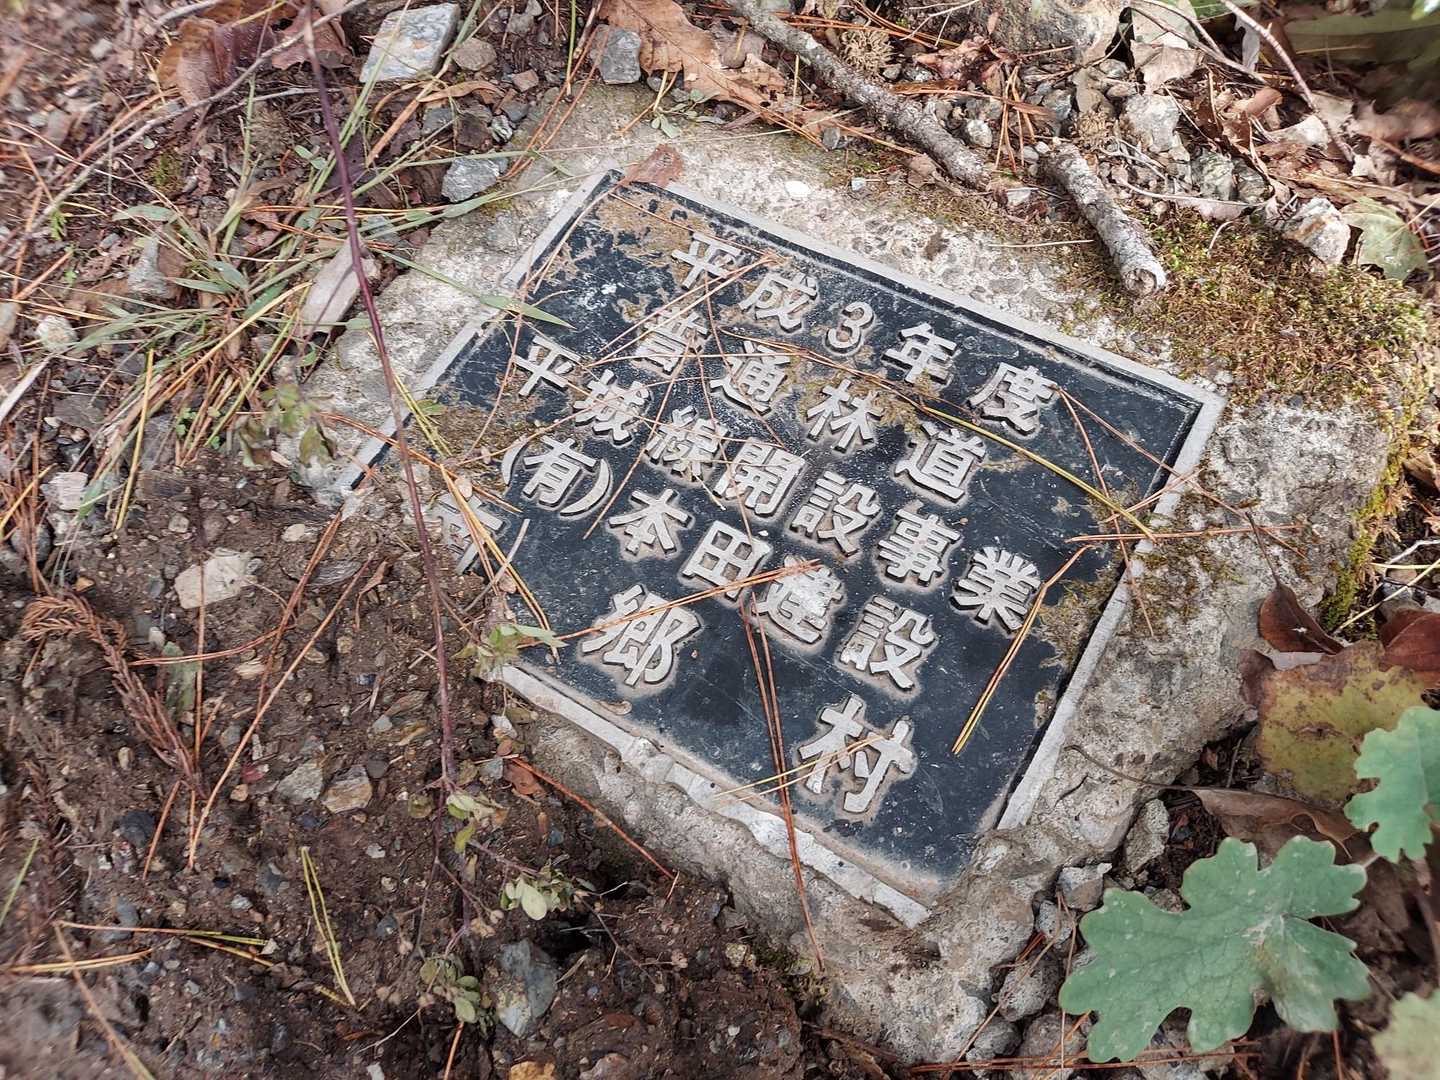 平成3年度
普通林道
平城線開設事業
(有)本田建設
郷村